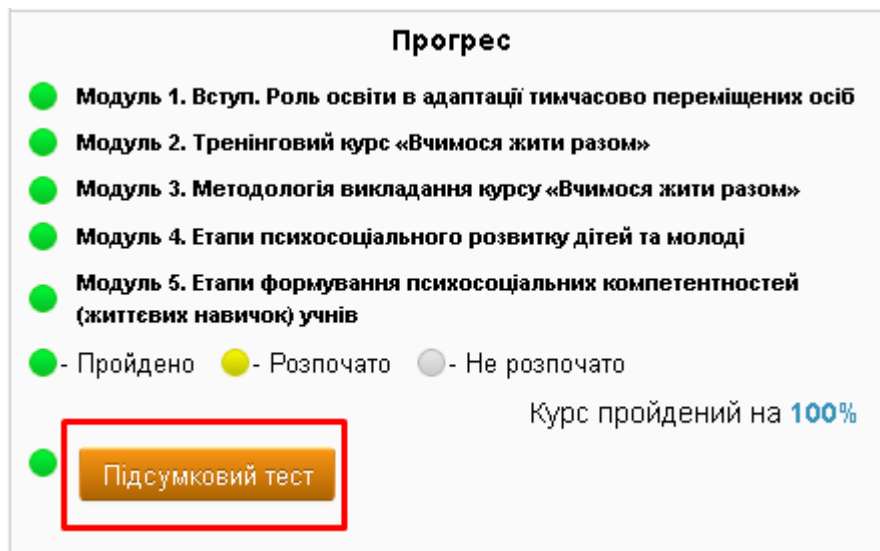 Прогрес
Модуль 1. Вступ. Роль освіти в адаптації тимчасово переміщених осіб
Модуль 2. Тренінговий курс «Вчимося жити разом»
Модуль 3. Методологія викладання курсу «Вчимося жити разом»
Модуль 4. Етапи психосоціального розвитку дітей та молоді
Модуль 5. Етапи формування психосоціальних компетентностей
(життєвих навичок) учнів
- Пройдено - Розпочато - Не розпочато
Курс пройдений на 100%
Підсумковий тест